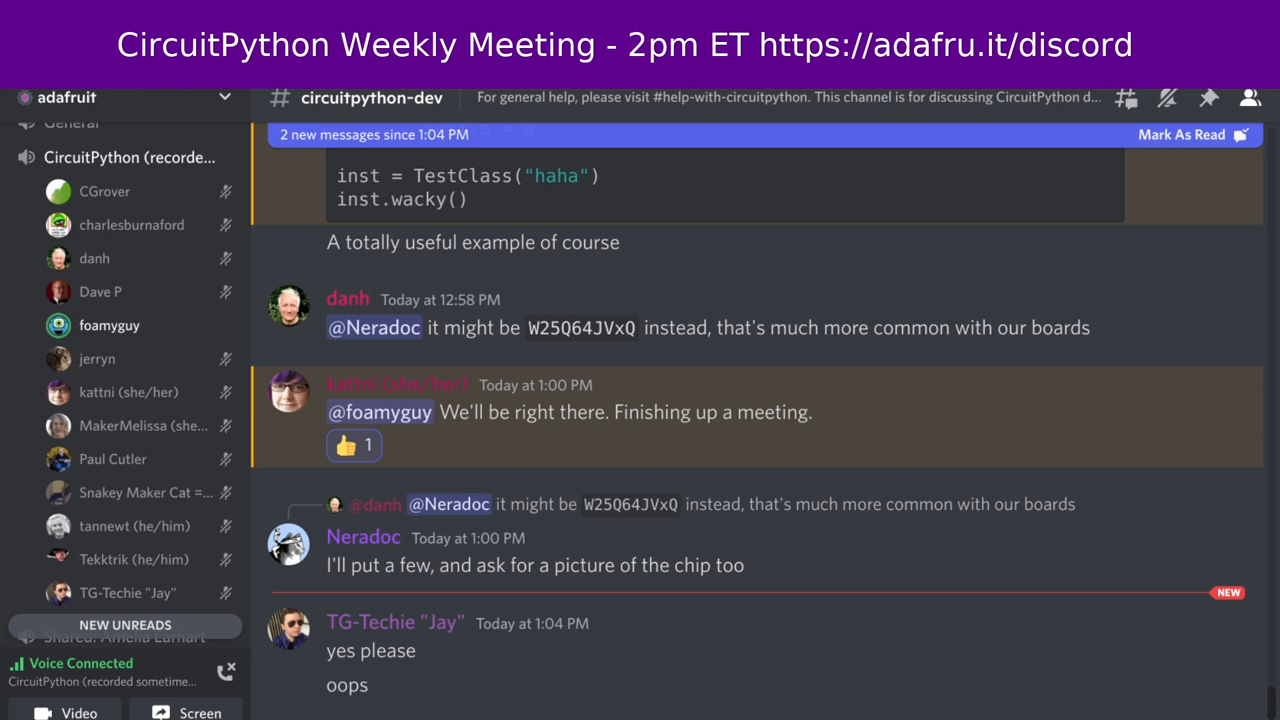 CircuitPython Weekly Meeting - 2pm ET https://adafru.it/discord
adafruit
General
CircuitPython (recorde...
CGrover
charlesburnaford
danh
Dave P
foamyguy
jerryn
kattni (she/her)
MakerMelissa (she...
Paul Cutler
Snakey Maker Cat =...
tannewt (he/him)
Tekktrik (he/him)
TG-Techie "Jay"
NEW UNREADS
Shared: Amelia Earhart
Voice Connected
CircuitPython (recorded sometime...
Video
Screen
# circuitpython-dev
For general help, please visit #help-with-circuitpython. This channel is for discussing CircuitPython d...
2 new messages since 1:04 PM
Mark As Read
inst = TestClass("haha")
inst.wacky()
A totally useful example of course
danh Today at 12:58 PM
@Neradoc it might be W25Q64JVxQ instead, that's much more common with our boards
kattni (she/her) Today at 1:00 PM
@foamyguy We'll be right there. Finishing up a meeting.
👍 1
@danh @Neradoc it might be W25Q64JVxQ instead, that's much more common with our boards
Neradoc Today at 1:00 PM
I'll put a few, and ask for a picture of the chip too
NEW
TG-Techie "Jay" Today at 1:04 PM
yes please
oops